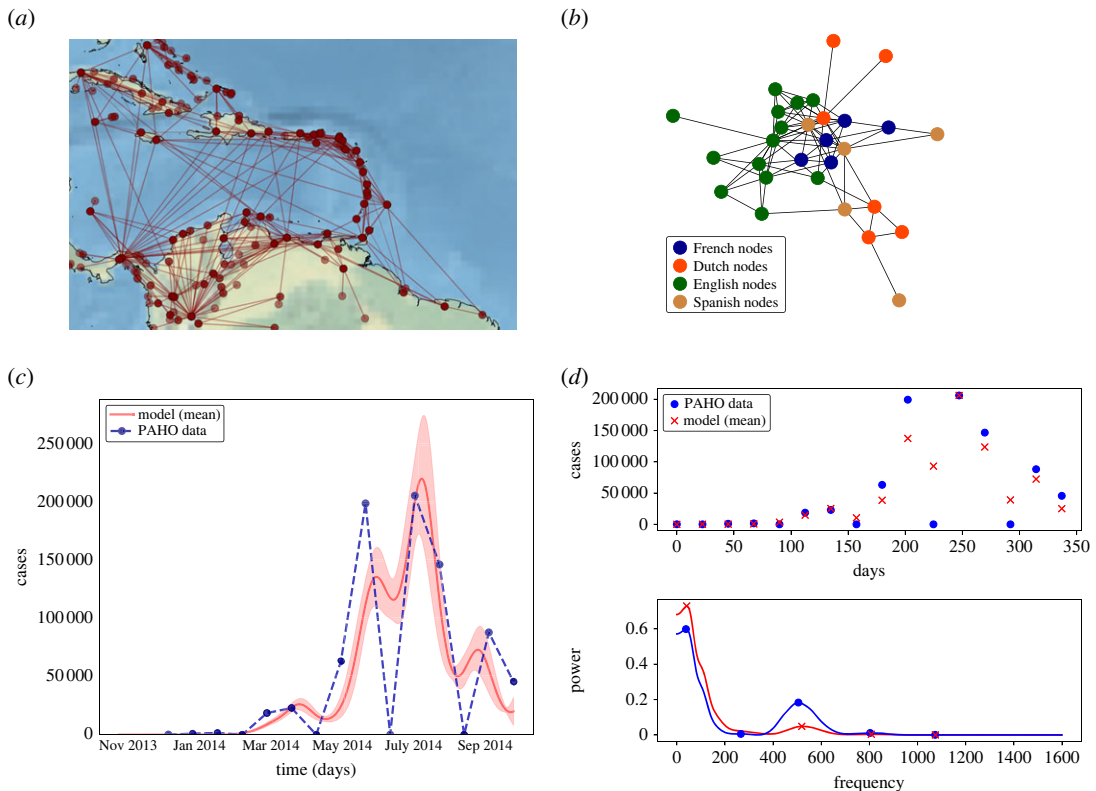 (a)
(b)
French nodes
Dutch nodes
English nodes
Spanish nodes
(c)
model (mean)
PAHO data
250 000
200 000
150 000
100 000
50 000
0
cases
Nov 2013 Jan 2014 Mar 2014 May 2014 July 2014 Sep 2014
time (days)
(d)
PAHO data
model (mean)
200 000
150 000
100 000
50 000
0
cases
0 50 100 150 200 250 300 350
days
0.6
0.4
0.2
0
power
0 200 400 600 800 1000 1200 1400 1600
frequency